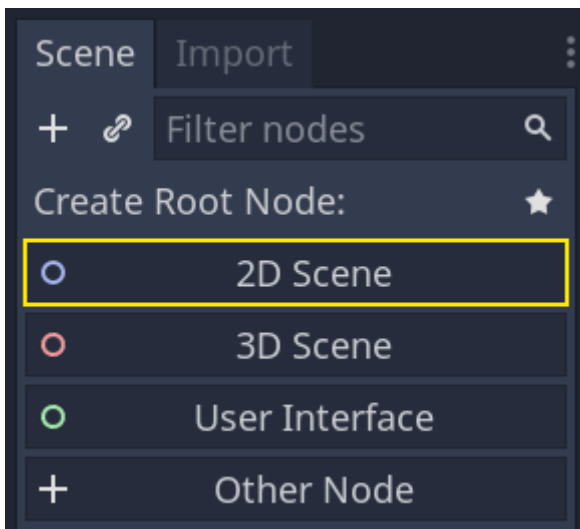 Scene Import
Filter nodes
Create Root Node:
2D Scene
3D Scene
User Interface
Other Node